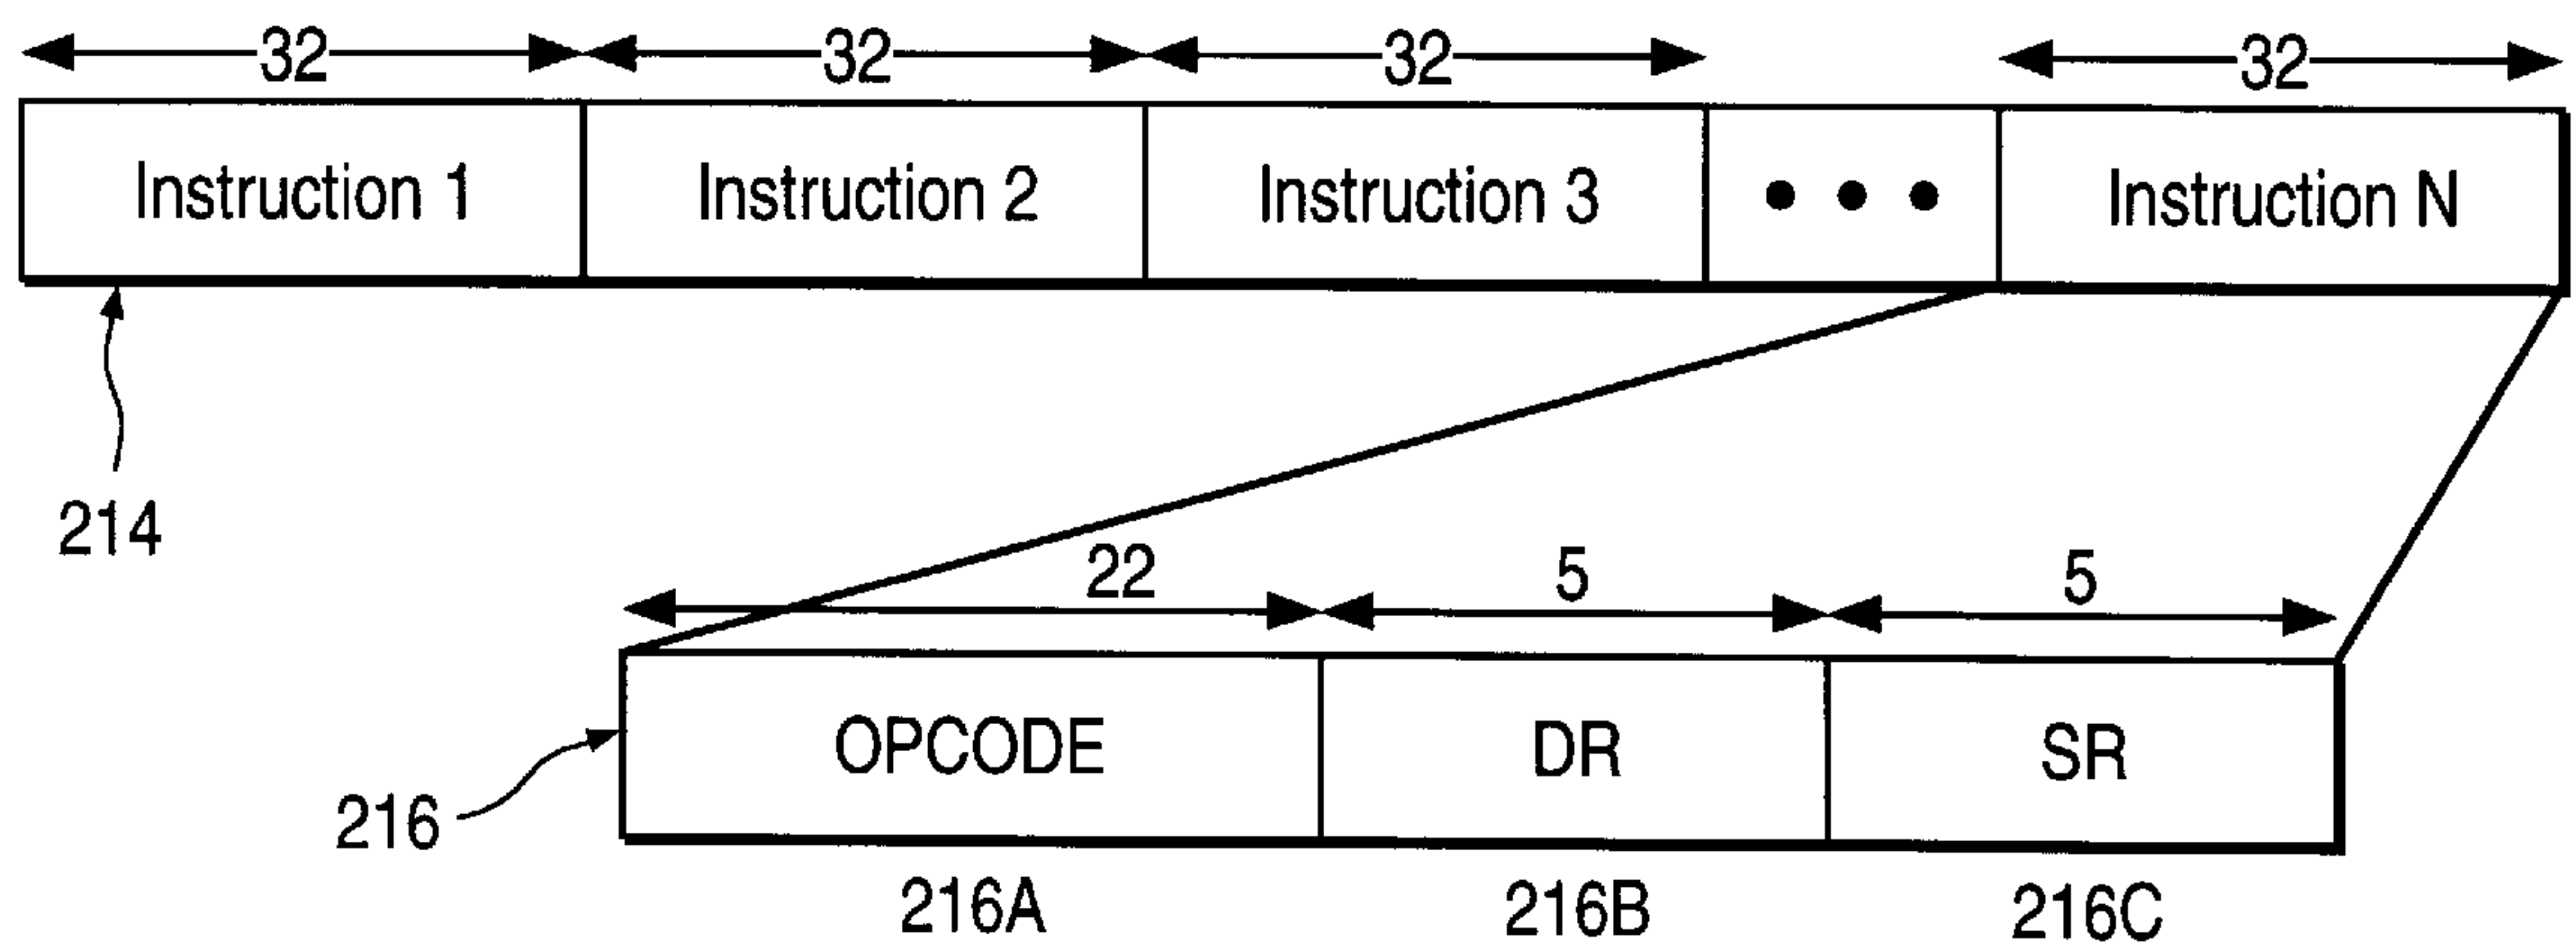 32 32 32 32
Instruction 1 Instruction 2 Instruction 3 • • • Instruction N
214
22 5 5
OPCODE DR SR
216
216A 216B 216C